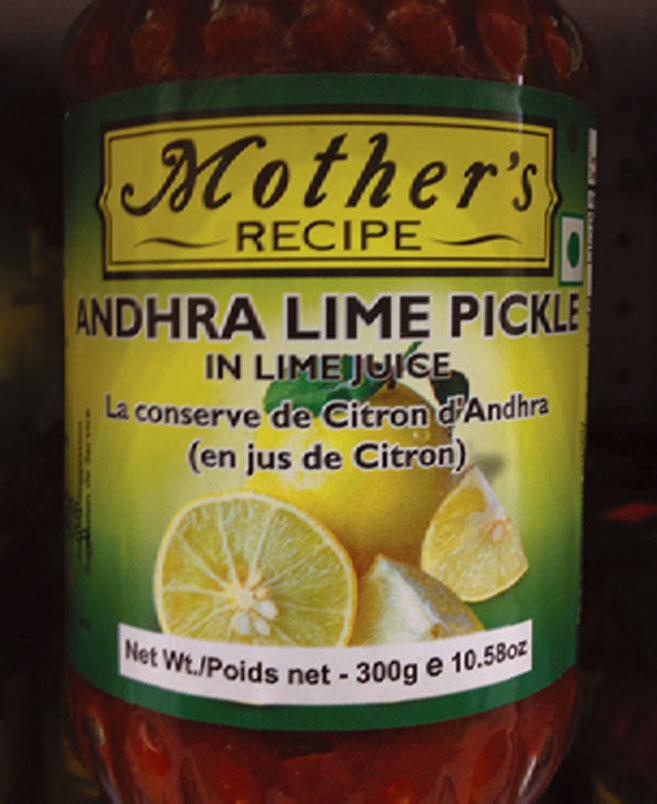 Mother's
RECIPE
ANDHRA LIME PICKLE
IN LIME JUICE
La conserve de Citron d'Andhra
(en jus de Citron)
Net Wt./Poids net - 300g e 10.58oz